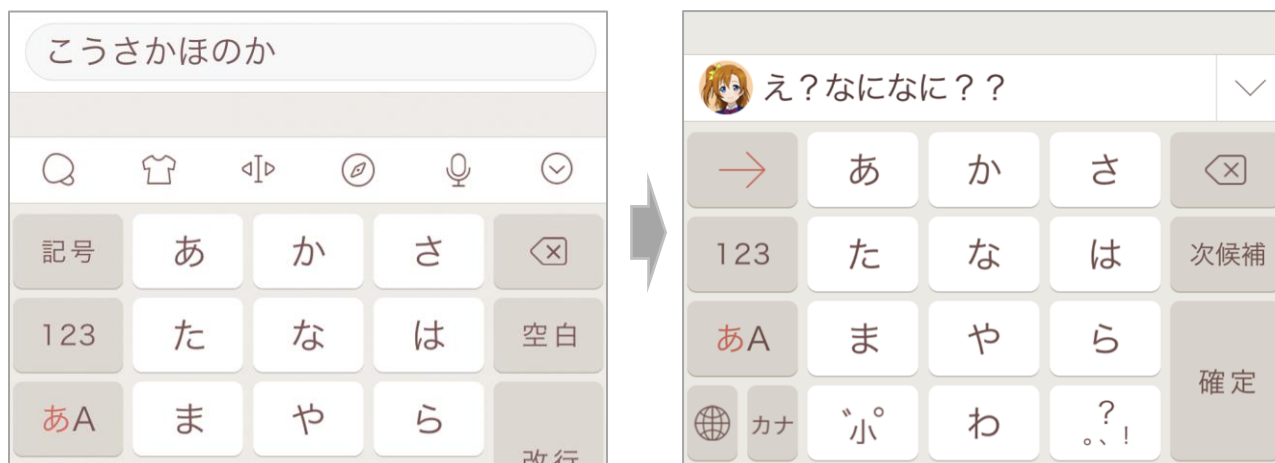 こうさかほのか
記号 あ か さ
123 た な は 空白
あA ま や ら 改行
え？なになに？？
あ か さ
123 た な は 次候補
あA ま や ら 確定
カナ 小゛゜ わ 。、？！